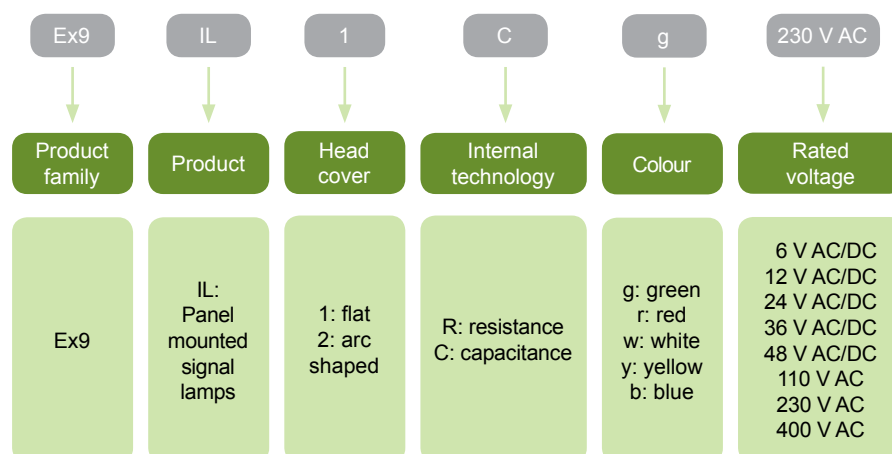 Ex9
IL
1
C
g
230 V AC
Product
family
Product
Head
cover
Internal
technology
Colour
Rated
voltage
Ex9
IL:
Panel
mounted
signal
lamps
1: flat
2: arc
shaped
R: resistance
C: capacitance
g: green
r: red
w: white
y: yellow
b: blue
6 V AC/DC
12 V AC/DC
24 V AC/DC
36 V AC/DC
48 V AC/DC
110 V AC
230 V AC
400 V AC